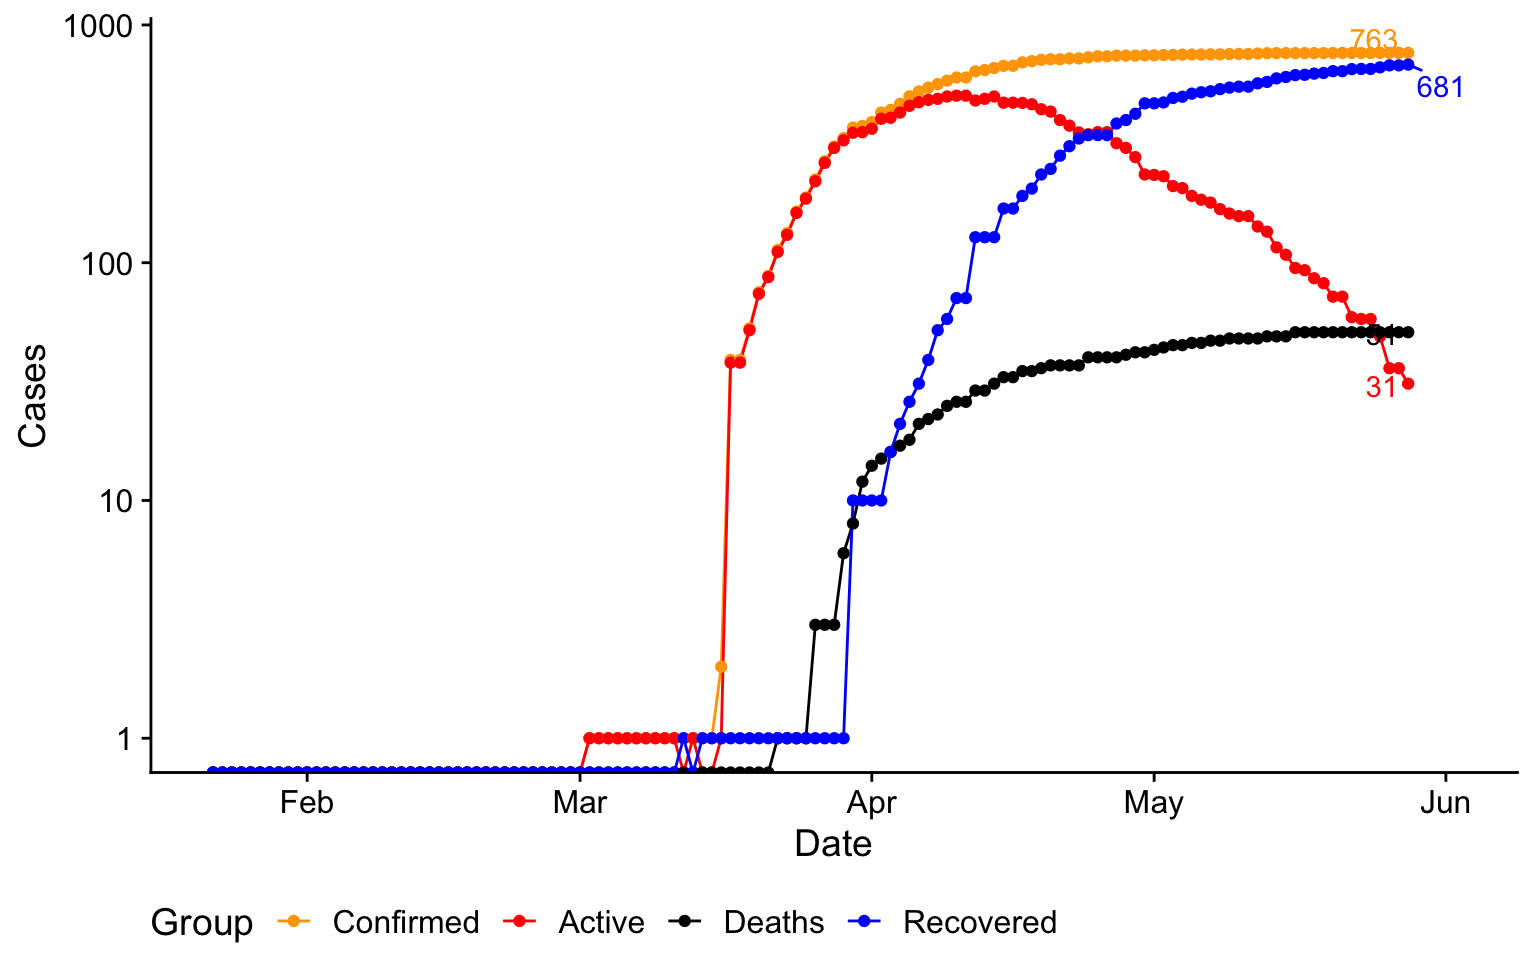 1000
763
681
100
Cases
51
31
10
1
Feb Mar Apr May Jun
Date
Group Confirmed Active Deaths Recovered